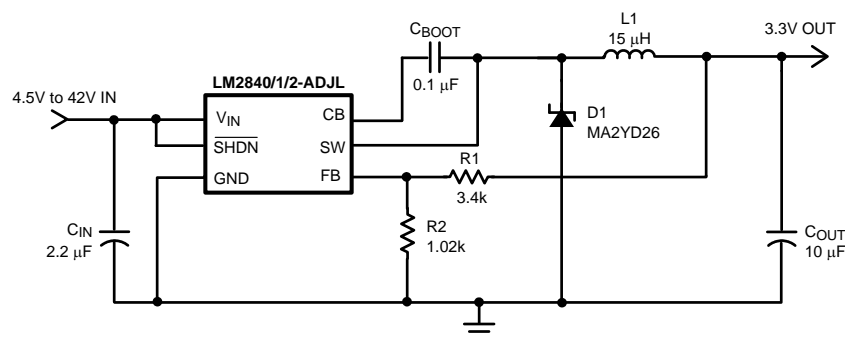 CBOOT
0.1 µF
L1
15 µH
3.3V OUT
LM2840/1/2-ADJL
4.5V to 42V IN
VIN
SHDN
GND
CB
SW
FB
D1
MA2YD26
R1
3.4k
R2
1.02k
CIN
2.2 µF
COUT
10 µF